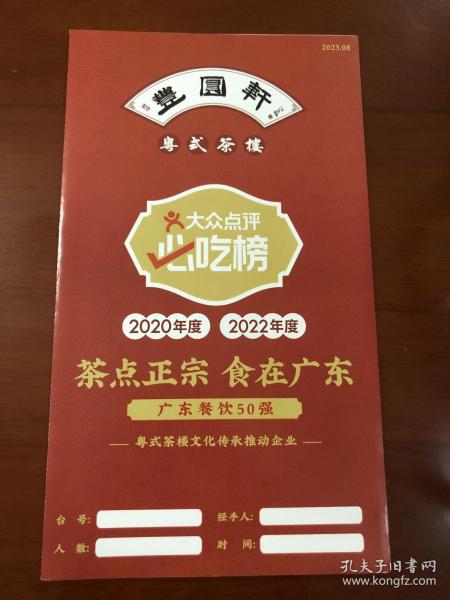 2023.08
豐圓軒
粤式茶楼
大众点评
必吃榜
2020年度 2022年度
茶点正宗 食在广东
广东餐饮50强
粤式茶楼文化传承推动企业
台号: 经手人:
人数: 时间:
孔夫子旧书网
www.kongfz.com